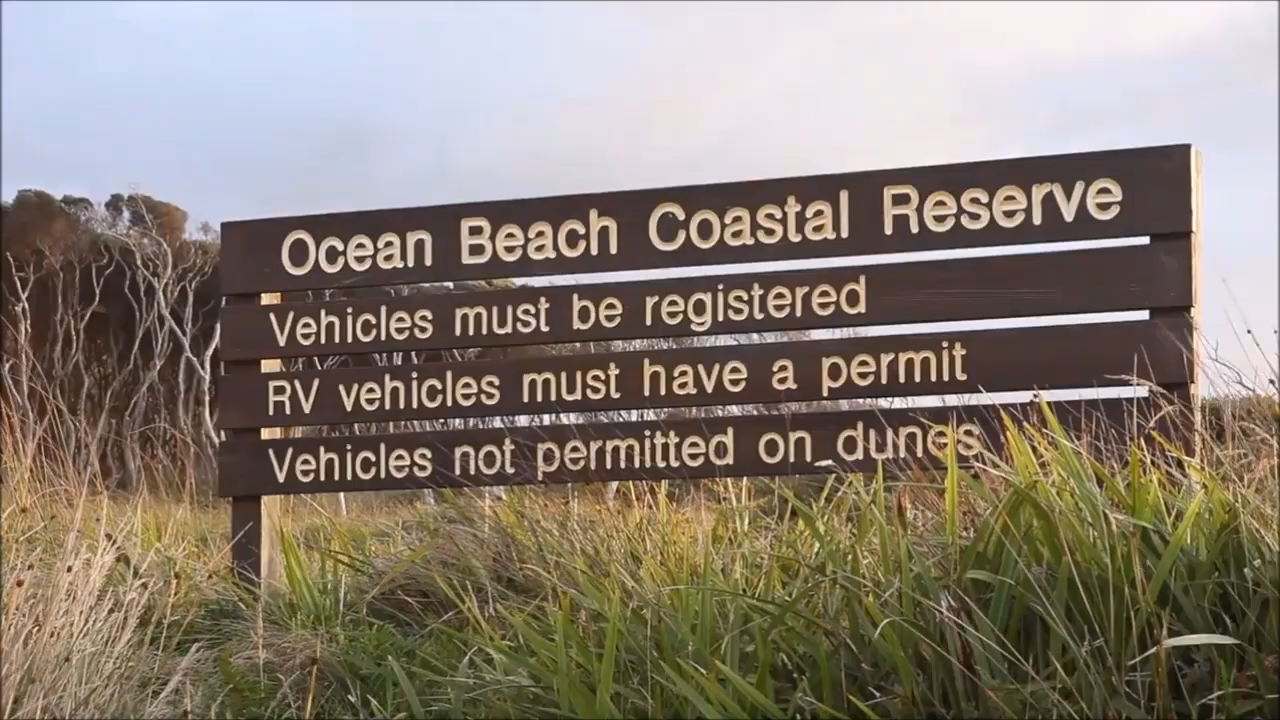 Ocean Beach Coastal Reserve
Vehicles must be registered
RV vehicles must have a permit
Vehicles not permitted on dunes